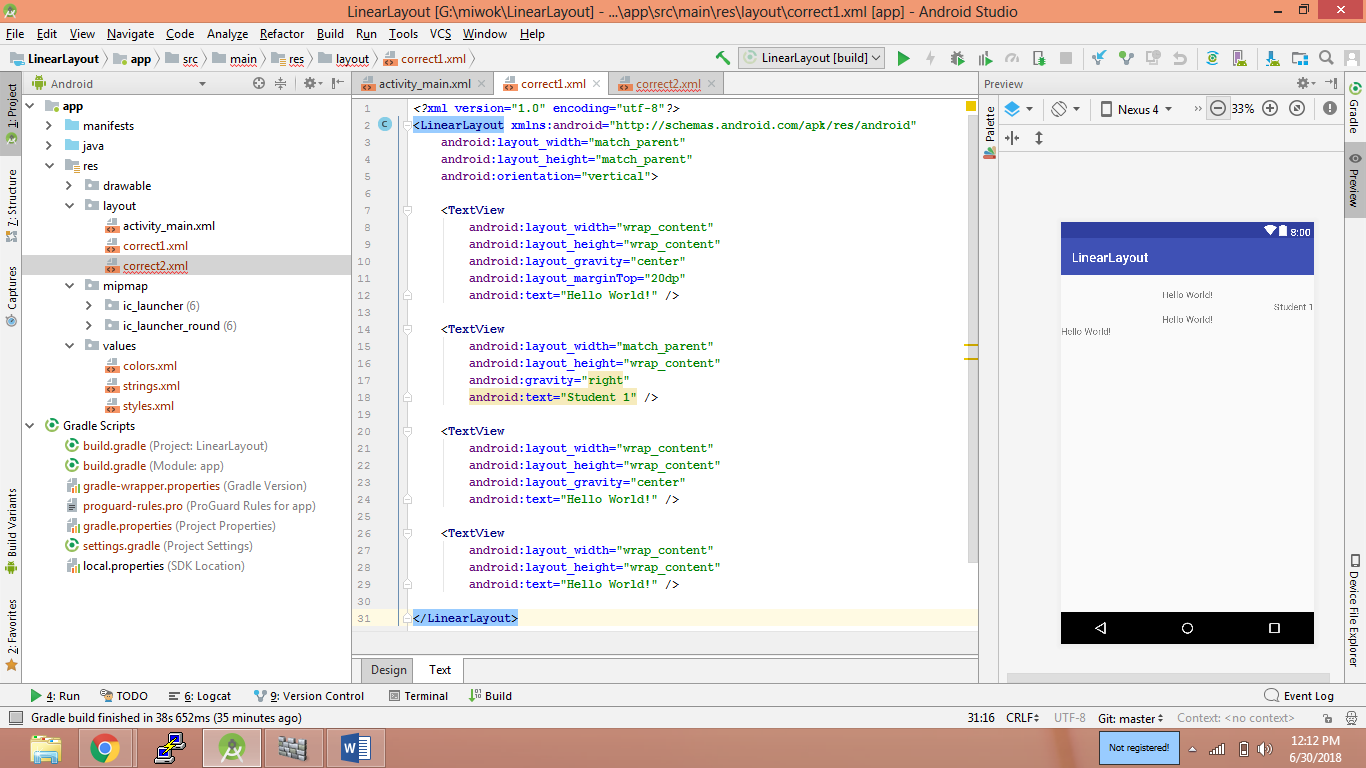 LinearLayout [G:\miwok\LinearLayout] - ...\app\src\main\res\layout\correct1.xml [app] - Android Studio
File Edit View Navigate Code Analyze Refactor Build Run Tools VCS Window Help
LinearLayout app src main res layout correct1.xml LinearLayout [build]
1: Project
Android
activity_main.xml correct1.xml correct2.xml
Preview
Gradle
app
manifests
java
res
drawable
layout
activity_main.xml
correct1.xml
correct2.xml
mipmap
ic_launcher (6)
ic_launcher_round (6)
values
colors.xml
strings.xml
styles.xml
Gradle Scripts
build.gradle (Project: LinearLayout)
build.gradle (Module: app)
gradle-wrapper.properties (Gradle Version)
proguard-rules.pro (ProGuard Rules for app)
gradle.properties (Project Properties)
settings.gradle (Project Settings)
local.properties (SDK Location)
7: Structure
Captures
Build Variants
2: Favorites
1 <?xml version="1.0" encoding="utf-8"?>
2 C <LinearLayout xmlns:android="http://schemas.android.com/apk/res/android"
3 android:layout_width="match_parent"
4 android:layout_height="match_parent"
5 android:orientation="vertical">
6
7 <TextView
8 android:layout_width="wrap_content"
9 android:layout_height="wrap_content"
10 android:layout_gravity="center"
11 android:layout_marginTop="20dp"
12 android:text="Hello World!" />
13
14 <TextView
15 android:layout_width="match_parent"
16 android:layout_height="wrap_content"
17 android:gravity="right"
18 android:text="Student 1" />
19
20 <TextView
21 android:layout_width="wrap_content"
22 android:layout_height="wrap_content"
23 android:layout_gravity="center"
24 android:text="Hello World!" />
25
26 <TextView
27 android:layout_width="wrap_content"
28 android:layout_height="wrap_content"
29 android:text="Hello World!" />
30
31 </LinearLayout>
Design Text
Palette
Nexus 4 » 33%
8:00
LinearLayout
Hello World!
Student 1
Hello World!
Hello World!
Preview
Device File Explorer
4: Run TODO 6: Logcat 9: Version Control Terminal Build Event Log
Gradle build finished in 38s 652ms (35 minutes ago) 31:16 CRLF UTF-8 Git: master Context: <no context>
Not registered!
12:12 PM
6/30/2018